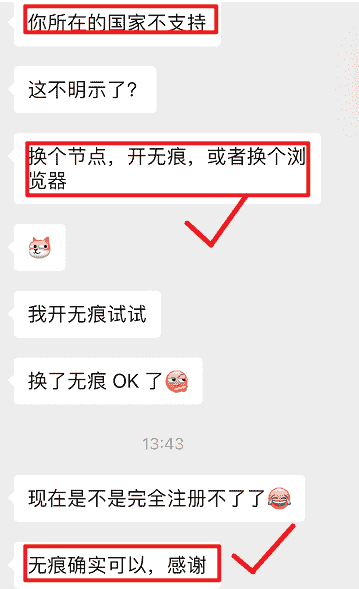 你所在的国家不支持
这不明示了？
换个节点，开无痕，或者换个浏
览器
我开无痕试试
换了无痕 OK 了
13:43
现在是不是完全注册不了了
无痕确实可以，感谢